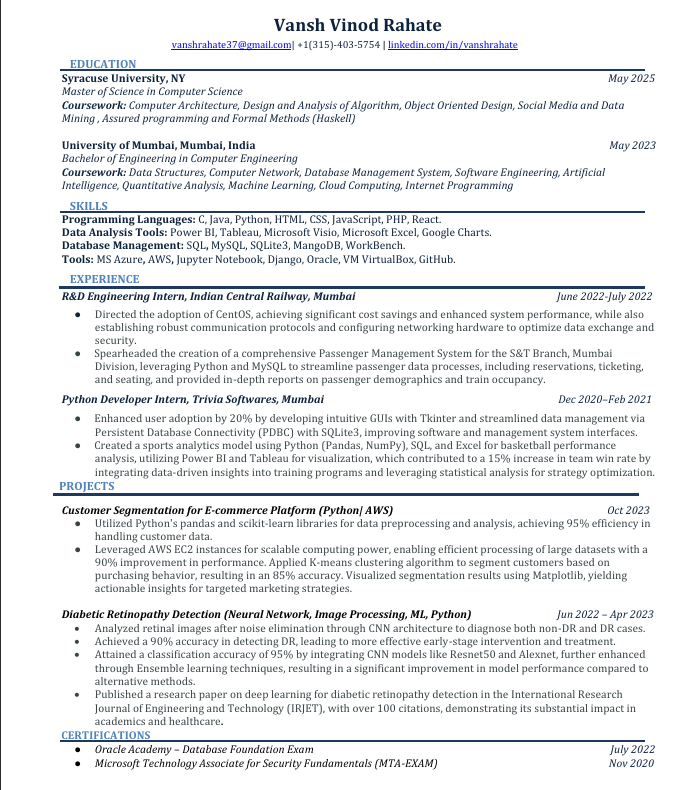 Vansh Vinod Rahate
vanshrahate37@gmail.com| +1(315)-403-5754 | linkedin.com/in/vanshrahate
EDUCATION
Syracuse University, NY May 2025
Master of Science in Computer Science
Coursework: Computer Architecture, Design and Analysis of Algorithm, Object Oriented Design, Social Media and Data
Mining , Assured programming and Formal Methods (Haskell)
University of Mumbai, Mumbai, India May 2023
Bachelor of Engineering in Computer Engineering
Coursework: Data Structures, Computer Network, Database Management System, Software Engineering, Artificial
Intelligence, Quantitative Analysis, Machine Learning, Cloud Computing, Internet Programming
SKILLS
Programming Languages: C, Java, Python, HTML, CSS, JavaScript, PHP, React.
Data Analysis Tools: Power BI, Tableau, Microsoft Visio, Microsoft Excel, Google Charts.
Database Management: SQL, MySQL, SQLite3, MangoDB, WorkBench.
Tools: MS Azure, AWS, Jupyter Notebook, Django, Oracle, VM VirtualBox, GitHub.
EXPERIENCE
R&D Engineering Intern, Indian Central Railway, Mumbai June 2022-July 2022
● Directed the adoption of CentOS, achieving significant cost savings and enhanced system performance, while also
establishing robust communication protocols and configuring networking hardware to optimize data exchange and
security.
● Spearheaded the creation of a comprehensive Passenger Management System for the S&T Branch, Mumbai
Division, leveraging Python and MySQL to streamline passenger data processes, including reservations, ticketing,
and seating, and provided in-depth reports on passenger demographics and train occupancy.
Python Developer Intern, Trivia Softwares, Mumbai Dec 2020–Feb 2021
● Enhanced user adoption by 20% by developing intuitive GUIs with Tkinter and streamlined data management via
Persistent Database Connectivity (PDBC) with SQLite3, improving software and management system interfaces.
● Created a sports analytics model using Python (Pandas, NumPy), SQL, and Excel for basketball performance
analysis, utilizing Power BI and Tableau for visualization, which contributed to a 15% increase in team win rate by
integrating data-driven insights into training programs and leveraging statistical analysis for strategy optimization.
PROJECTS
Customer Segmentation for E-commerce Platform (Python| AWS) Oct 2023
● Utilized Python's pandas and scikit-learn libraries for data preprocessing and analysis, achieving 95% efficiency in
handling customer data.
● Leveraged AWS EC2 instances for scalable computing power, enabling efficient processing of large datasets with a
90% improvement in performance. Applied K-means clustering algorithm to segment customers based on
purchasing behavior, resulting in an 85% accuracy. Visualized segmentation results using Matplotlib, yielding
actionable insights for targeted marketing strategies.
Diabetic Retinopathy Detection (Neural Network, Image Processing, ML, Python) Jun 2022 – Apr 2023
● Analyzed retinal images after noise elimination through CNN architecture to diagnose both non-DR and DR cases.
● Achieved a 90% accuracy in detecting DR, leading to more effective early-stage intervention and treatment.
● Attained a classification accuracy of 95% by integrating CNN models like Resnet50 and Alexnet, further enhanced
through Ensemble learning techniques, resulting in a significant improvement in model performance compared to
alternative methods.
● Published a research paper on deep learning for diabetic retinopathy detection in the International Research
Journal of Engineering and Technology (IRJET), with over 100 citations, demonstrating its substantial impact in
academics and healthcare.
CERTIFICATIONS
● Oracle Academy – Database Foundation Exam July 2022
● Microsoft Technology Associate for Security Fundamentals (MTA-EXAM) Nov 2020